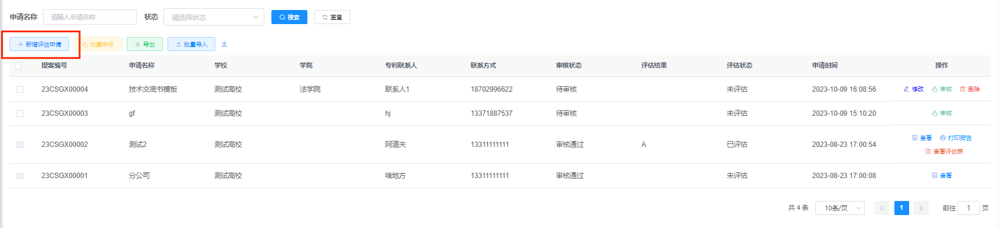 申请名称 请输入申请名称 状态 请选择状态 搜索 重置
新增评估申请 批量审核 导出 批量导入
提案编号 申请名称 学校 学院 专利联系人 联系方式 审核状态 评估结果 评估状态 申请时间 操作
23CSGX00004 技术交底书模板 测试高校 法学院 联系人1 18702996622 待审核 未评估 2023-10-09 16:08:56 修改 审核 删除
23CSGX00003 gf 测试高校 hj 13371887537 待审核 未评估 2023-10-09 15:10:20 审核
23CSGX00002 测试2 测试高校 阿道夫 13311111111 审核通过 A 已评估 2023-08-23 17:00:54 查看 打印报告
查看评估表
23CSGX00001 分公司 测试高校 啥地方 13311111111 审核通过 未评估 2023-08-23 17:00:08 查看
共 4 条 10条/页 1 前往 1 页